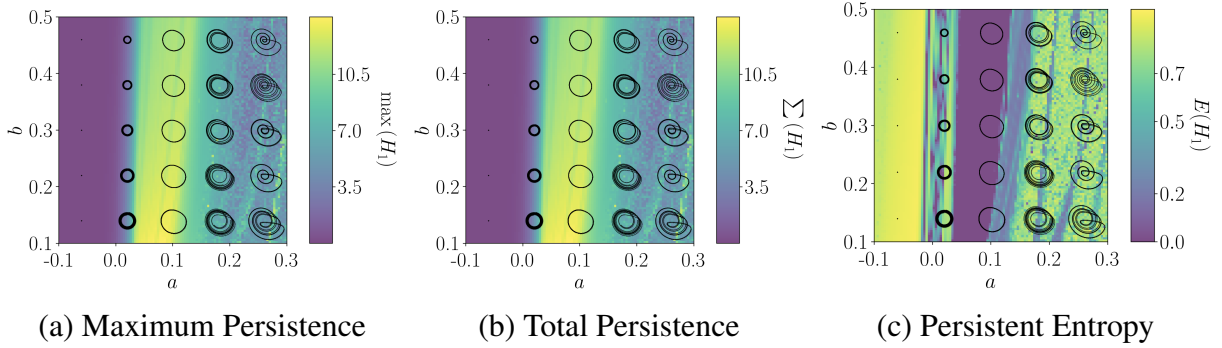 0.5
0.4
0.3
0.2
0.1
b
-0.1 0.0 0.1 0.2 0.3
a
10.5
7.0
3.5
max (H₁)
(a) Maximum Persistence
0.5
0.4
0.3
0.2
0.1
b
-0.1 0.0 0.1 0.2 0.3
a
10.5
7.0
3.5
∑ (H₁)
(b) Total Persistence
0.5
0.4
0.3
0.2
0.1
b
-0.1 0.0 0.1 0.2 0.3
a
0.7
0.5
0.2
0.0
E(H₁)
(c) Persistent Entropy